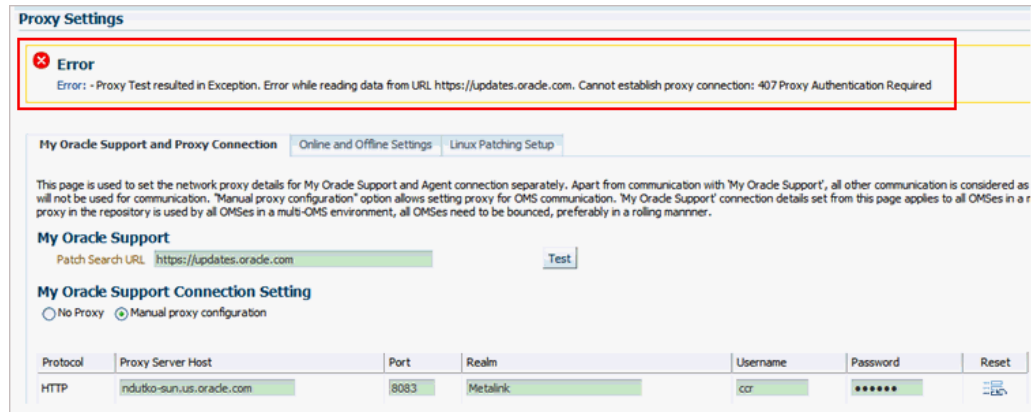 Proxy Settings
Error
Error: - Proxy Test resulted in Exception. Error while reading data from URL https://updates.oracle.com. Cannot establish proxy connection: 407 Proxy Authentication Required
My Oracle Support and Proxy Connection Online and Offline Settings Linux Patching Setup
This page is used to set the network proxy details for My Oracle Support and Agent connection separately. Apart from communication with 'My Oracle Support', all other communication is considered as
will not be used for communication. "Manual proxy configuration" option allows setting proxy for OMS communication. 'My Oracle Support' connection details set from this page applies to all OMSes in a
proxy in the repository is used by all OMSes in a multi-OMS environment, all OMSes need to be bounced, preferably in a rolling mannner.
My Oracle Support
Patch Search URL https://updates.oracle.com Test
My Oracle Support Connection Setting
No Proxy Manual proxy configuration
Protocol Proxy Server Host Port Realm Username Password Reset
HTTP ndutko-sun.us.oracle.com 8083 Metalink ccr ••••••